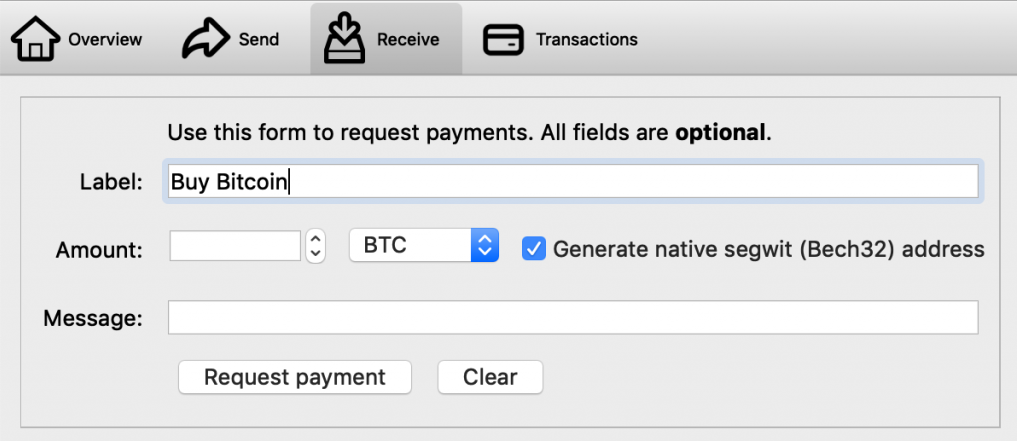 Overview Send Receive Transactions
Use this form to request payments. All fields are optional.
Label: Buy Bitcoin
Amount: BTC Generate native segwit (Bech32) address
Message:
Request payment Clear